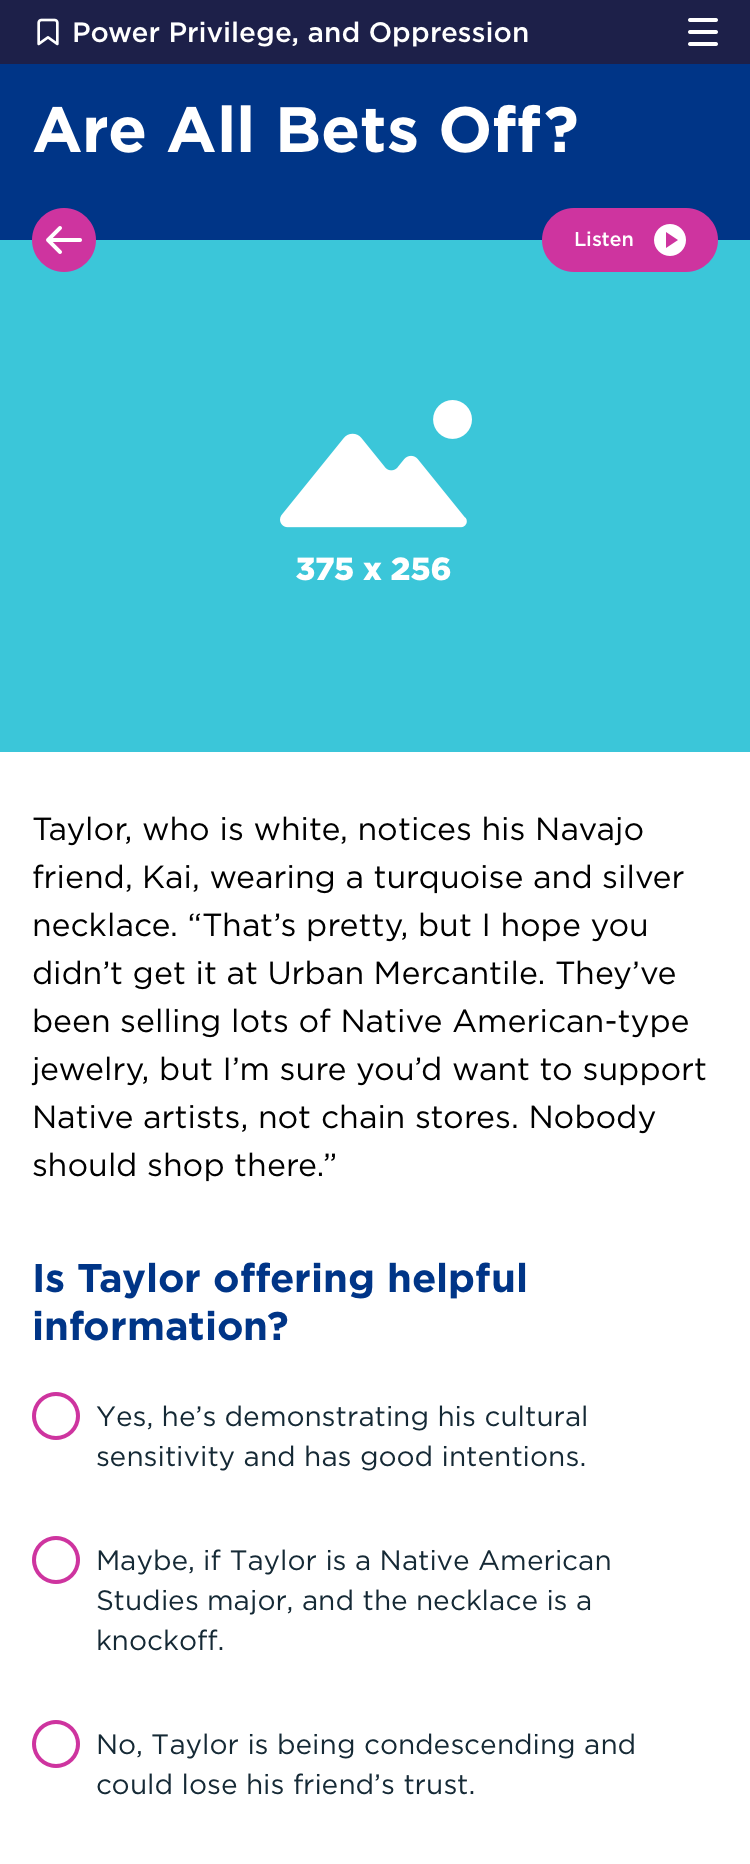 Power Privilege, and Oppression
Are All Bets Off?
Listen
375 x 256
Taylor, who is white, notices his Navajo
friend, Kai, wearing a turquoise and silver
necklace. “That’s pretty, but I hope you
didn’t get it at Urban Mercantile. They’ve
been selling lots of Native American-type
jewelry, but I’m sure you’d want to support
Native artists, not chain stores. Nobody
should shop there.”
Is Taylor offering helpful
information?
Yes, he’s demonstrating his cultural
sensitivity and has good intentions.
Maybe, if Taylor is a Native American
Studies major, and the necklace is a
knockoff.
No, Taylor is being condescending and
could lose his friend’s trust.